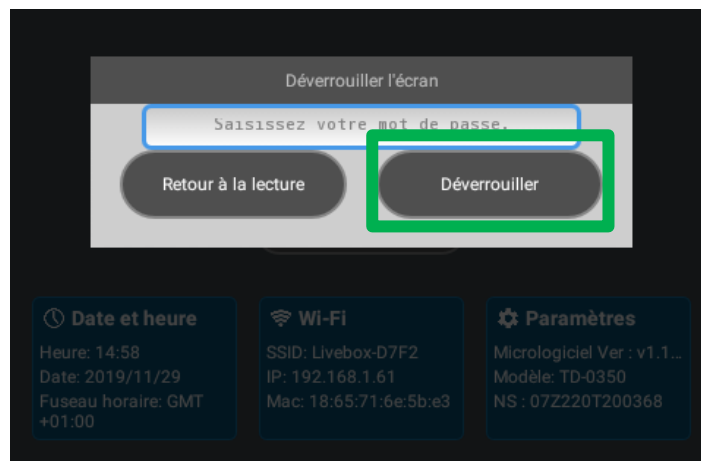 Déverrouiller l'écran
Saisissez votre mot de passe.
Retour à la lecture
Déverrouiller
Date et heure
Heure: 14:58
Date: 2019/11/29
Fuseau horaire: GMT
+01:00
Wi-Fi
SSID: Livebox-D7F2
IP: 192.168.1.61
Mac: 18:65:71:6e:5b:e3
Paramètres
Micrologiciel Ver : v1.1...
Modèle: TD-0350
NS : 07Z220T200368